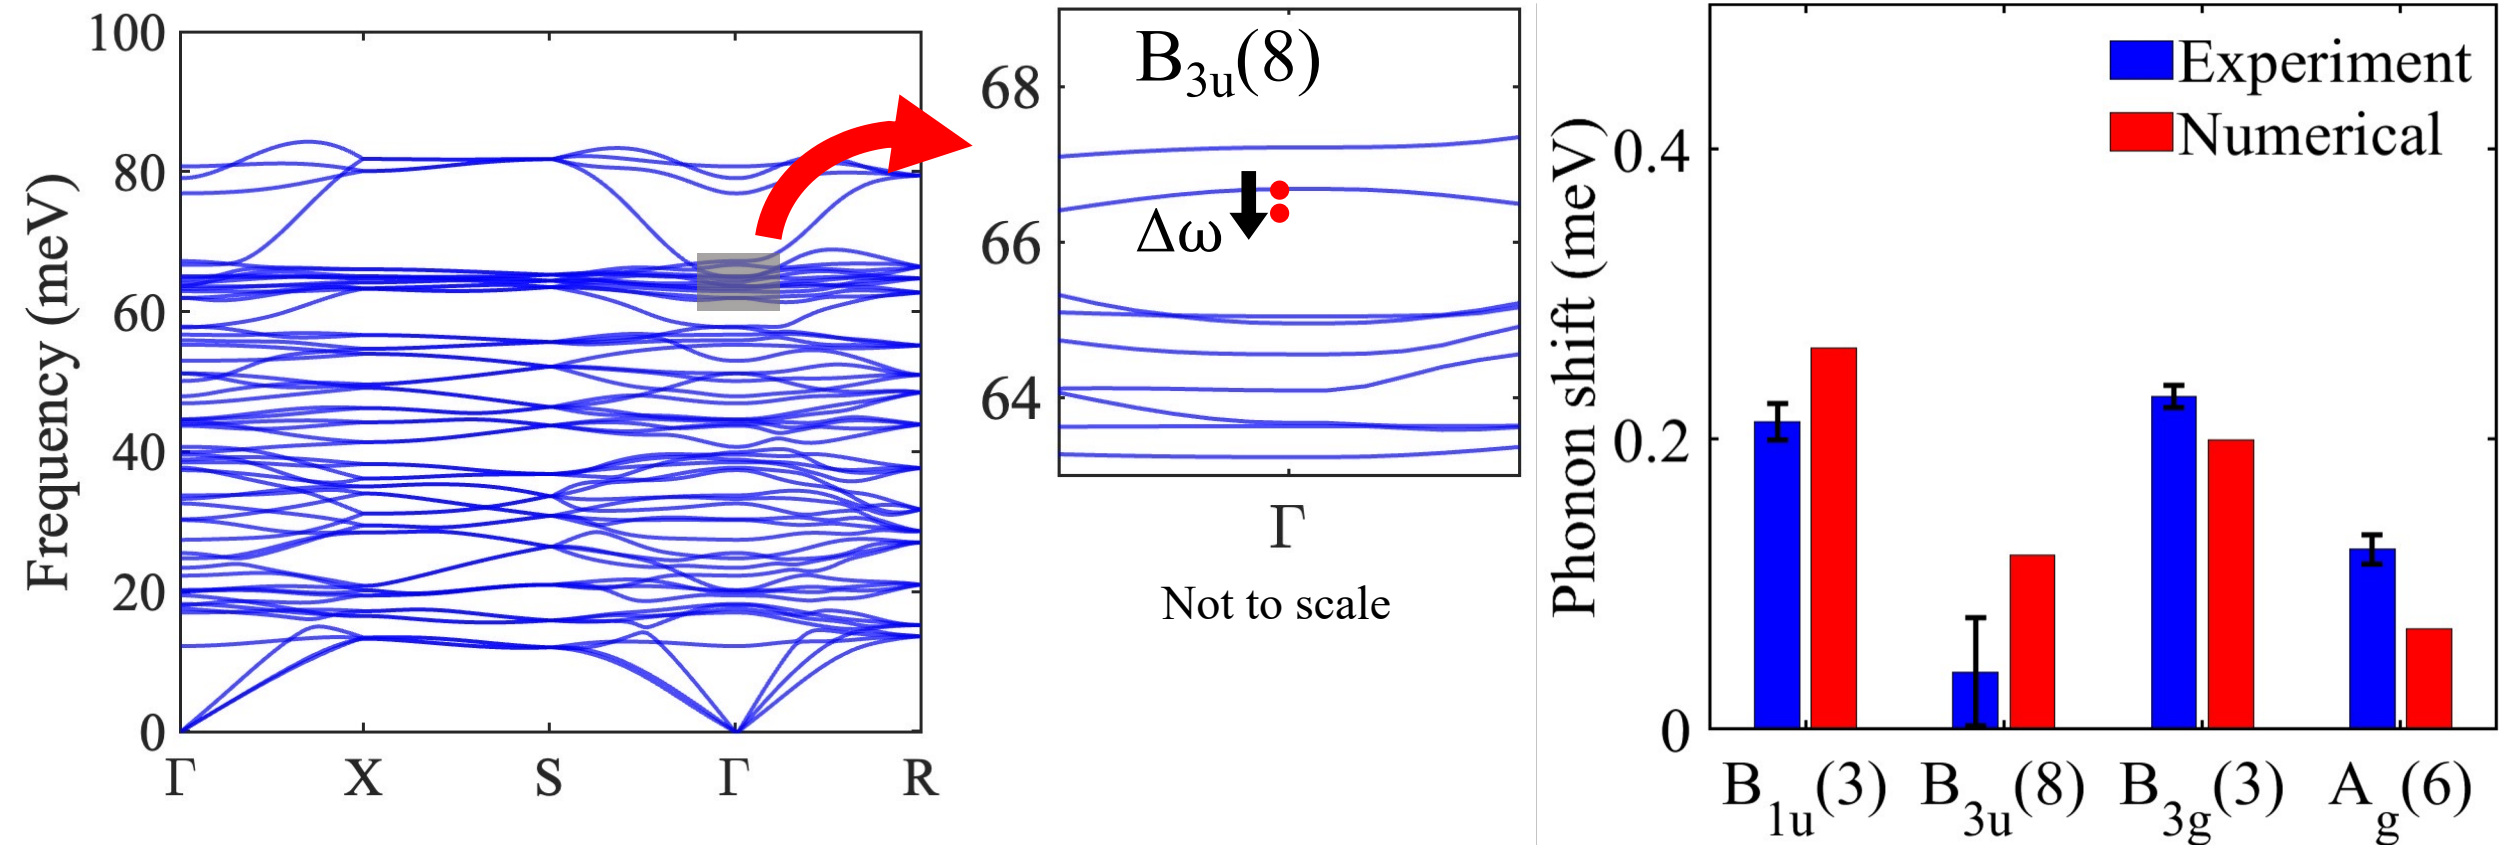 Frequency (meV)
100
80
60
40
20
0
Γ X S Γ R
B3u(8)
68
66
64
Δω
Γ
Not to scale
Phonon shift (meV)
0.4
0.2
0
Experiment
Numerical
B1u(3) B3u(8) B3g(3) Ag(6)